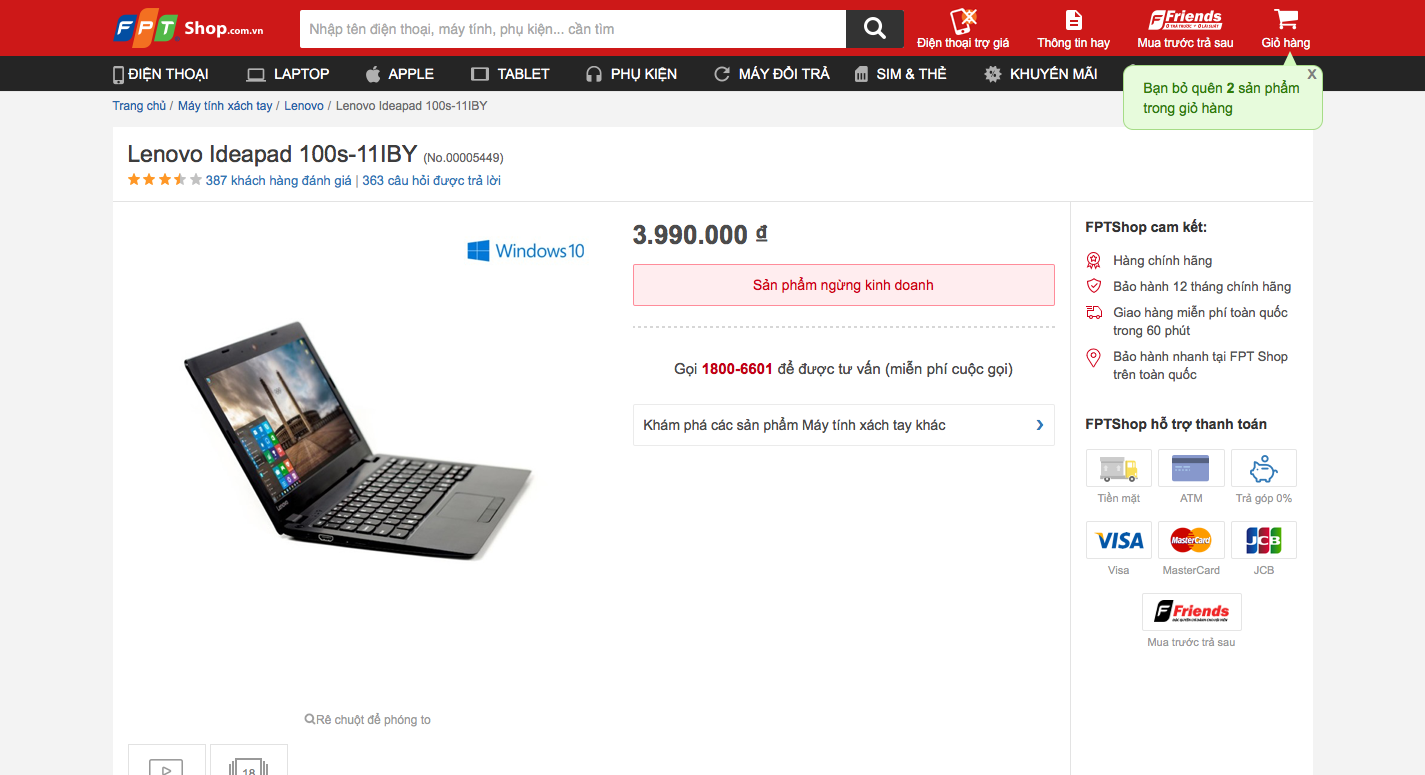 FPT Shop.com.vn
Nhập tên điện thoại, máy tính, phụ kiện... cần tìm
Điện thoại trợ giá
Thông tin hay
Friends
Mua trước trả sau
Giỏ hàng
ĐIỆN THOẠI
LAPTOP
APPLE
TABLET
PHỤ KIỆN
MÁY ĐỔI TRẢ
SIM & THẺ
KHUYẾN MÃI
X
Bạn bỏ quên 2 sản phẩm
trong giỏ hàng
Trang chủ / Máy tính xách tay / Lenovo / Lenovo Ideapad 100s-11IBY
Lenovo Ideapad 100s-11IBY (No.00005449)
387 khách hàng đánh giá | 363 câu hỏi được trả lời
Windows 10
Lenovo
Rê chuột để phóng to
18
3.990.000 ₫
Sản phẩm ngừng kinh doanh
Gọi 1800-6601 để được tư vấn (miễn phí cuộc gọi)
Khám phá các sản phẩm Máy tính xách tay khác
FPTShop cam kết:
Hàng chính hãng
Bảo hành 12 tháng chính hãng
Giao hàng miễn phí toàn quốc
trong 60 phút
Bảo hành nhanh tại FPT Shop
trên toàn quốc
FPTShop hỗ trợ thanh toán
Tiền mặt
ATM
Trả góp 0%
VISA
MasterCard
JCB
Visa
MasterCard
JCB
Friends
Mua trước trả sau